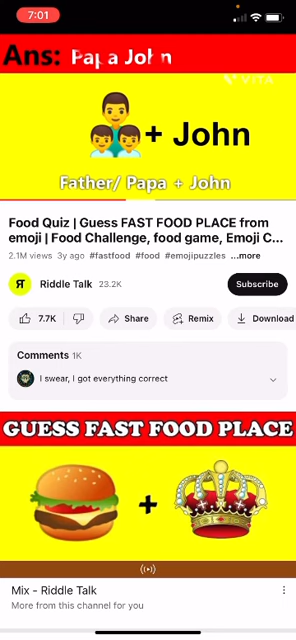 7:01
Ans: Papa John
VITA
+ John
Father/ Papa + John
Food Quiz | Guess FAST FOOD PLACE from
emoji | Food Challenge, food game, Emoji C...
2.1M views 3y ago #fastfood #food #emojipuzzles ...more
Riddle Talk 23.2K
Subscribe
7.7K
Share
Remix
Download
Comments 1K
I swear, I got everything correct
GUESS FAST FOOD PLACE
+
Mix - Riddle Talk
More from this channel for you